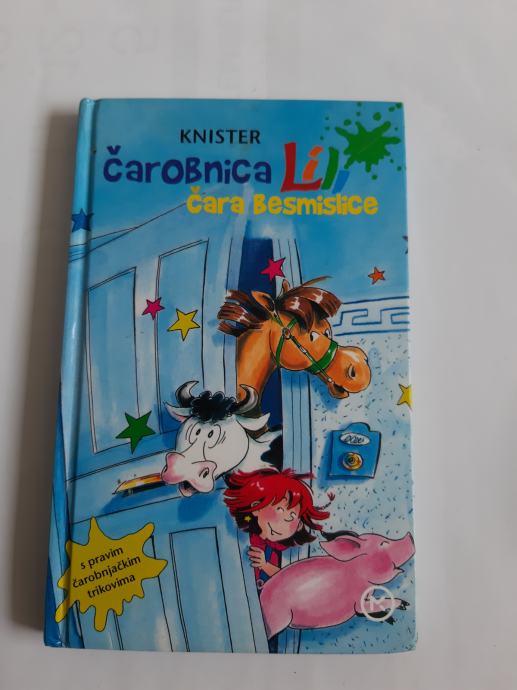 KNISTER
čaroBnica Lili
čara Besmislice
s pravim
čarobnjačkim
trikovima